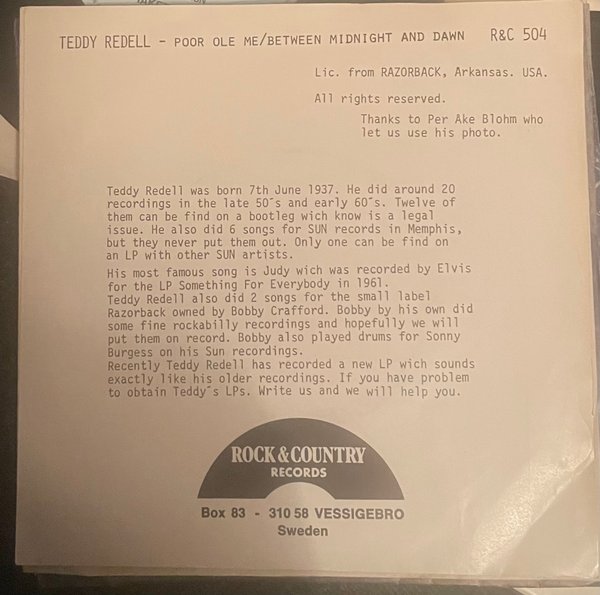 TEDDY REDELL - POOR OLE ME/BETWEEN MIDNIGHT AND DAWN R&C 504
Lic. from RAZORBACK, Arkansas. USA.
All rights reserved.
Thanks to Per Ake Blohm who
let us use his photo.
Teddy Redell was born 7th June 1937. He did around 20
recordings in the late 50´s and early 60´s. Twelve of
them can be find on a bootleg wich know is a legal
issue. He also did 6 songs for SUN records in Memphis,
but they never put them out. Only one can be find on
an LP with other SUN artists.
His most famous song is Judy wich was recorded by Elvis
for the LP Something For Everybody in 1961.
Teddy Redell also did 2 songs for the small label
Razorback owned by Bobby Crafford. Bobby by his own did
some fine rockabilly recordings and hopefully we will
put them on record. Bobby also played drums for Sonny
Burgess on his Sun recordings.
Recently Teddy Redell has recorded a new LP wich sounds
exactly like his older recordings. If you have problem
to obtain Teddy´s LPs. Write us and we will help you.
ROCK & COUNTRY
RECORDS
Box 83 - 310 58 VESSIGEBRO
Sweden